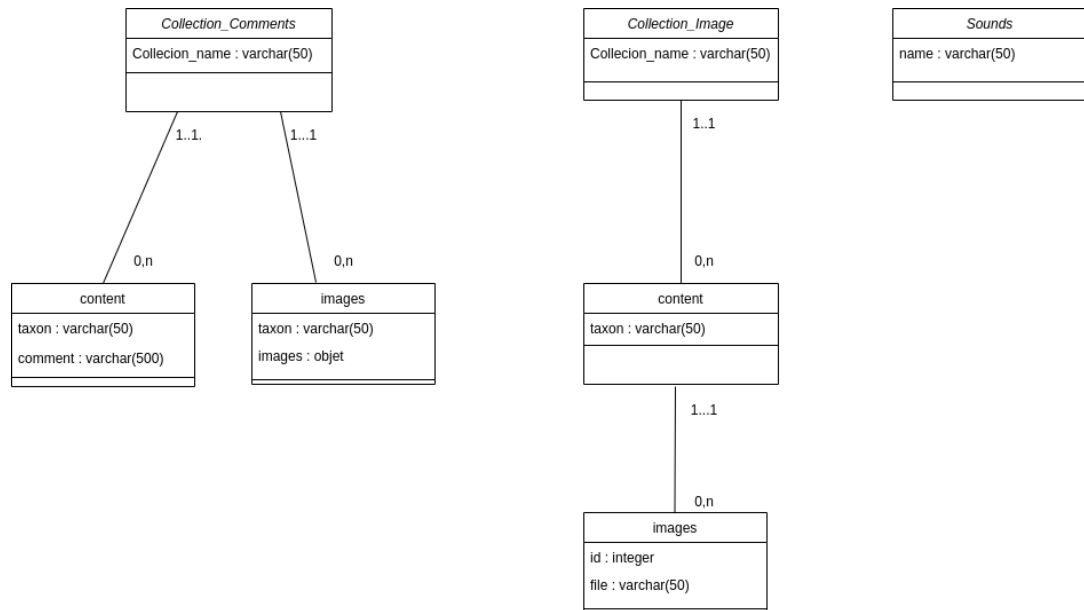 Collection_Comments
Collecion_name : varchar(50)
1..1.
1...1
0,n
0,n
content
taxon : varchar(50)
comment : varchar(500)
images
taxon : varchar(50)
images : objet
Collection_Image
Collecion_name : varchar(50)
1..1
0,n
content
taxon : varchar(50)
1...1
0,n
images
id : integer
file : varchar(50)
Sounds
name : varchar(50)